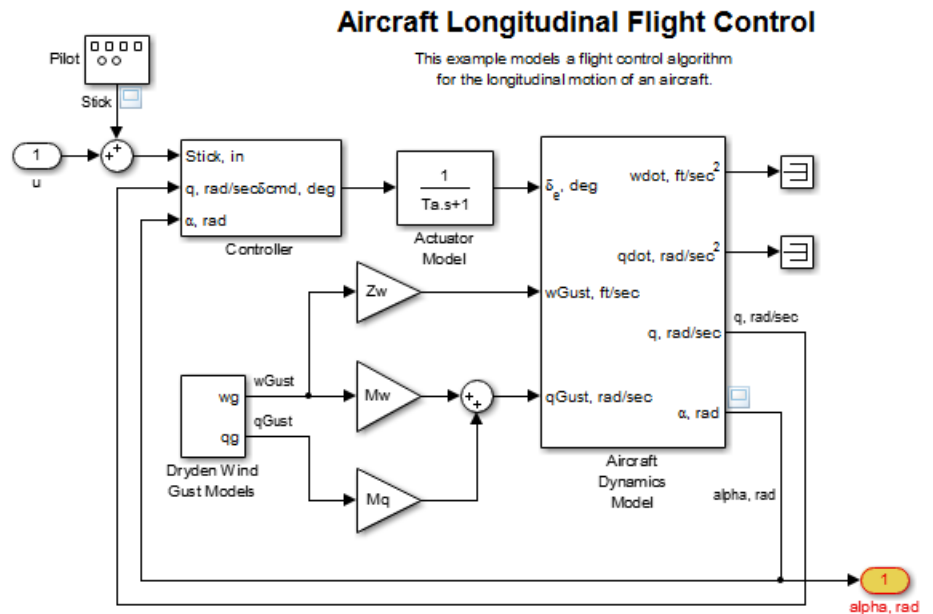 Aircraft Longitudinal Flight Control
This example models a flight control algorithm
for the longitudinal motion of an aircraft.
Pilot
Stick
1
u
Stick, in
q, rad/secδcmd, deg
α, rad
Controller
1
Ta.s+1
Actuator
Model
δe, deg
wGust, ft/sec
qGust, rad/sec
wdot, ft/sec²
qdot, rad/sec²
q, rad/sec
α, rad
Aircraft
Dynamics
Model
q, rad/sec
Zw
Mw
Mq
wg
qg
wGust
qGust
Dryden Wind
Gust Models
alpha, rad
1
alpha, rad